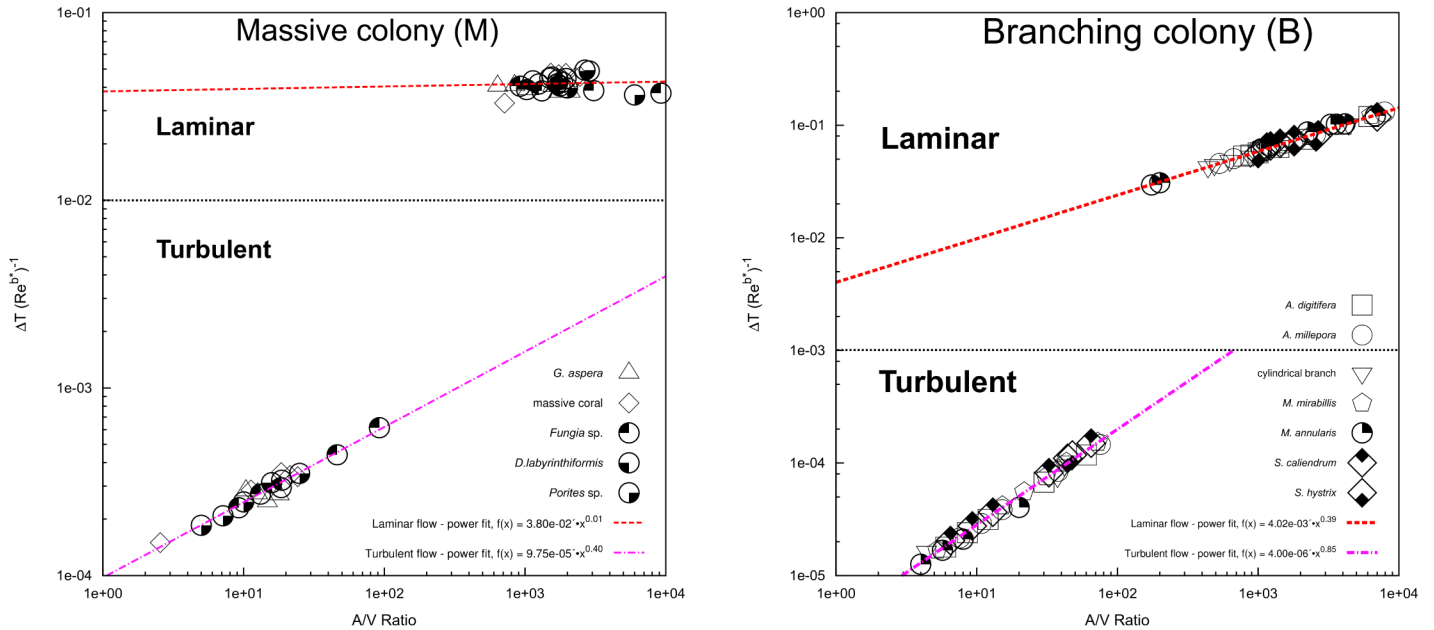 Massive colony (M)
1e-01
Laminar
1e-02
Turbulent
ΔT (Re^b*)^-1
1e-03
G. aspera
massive coral
Fungia sp.
D.labyrinthiformis
Porites sp.
Laminar flow - power fit, f(x) = 3.80e-02´•x^0.01
Turbulent flow - power fit, f(x) = 9.75e-05´•x^0.40
1e-04
1e+00 1e+01 1e+02 1e+03 1e+04
A/V Ratio
Branching colony (B)
1e+00
1e-01
Laminar
1e-02
ΔT (Re^b*)^-1
A. digitifera
A. millepora
1e-03
Turbulent
cylindrical branch
M. mirabillis
M. annularis
1e-04
S. caliendrum
S. hystrix
Laminar flow - power fit, f(x) = 4.02e-03´•x^0.39
Turbulent flow - power fit, f(x) = 4.00e-06´•x^0.85
1e-05
1e+00 1e+01 1e+02 1e+03 1e+04
A/V Ratio